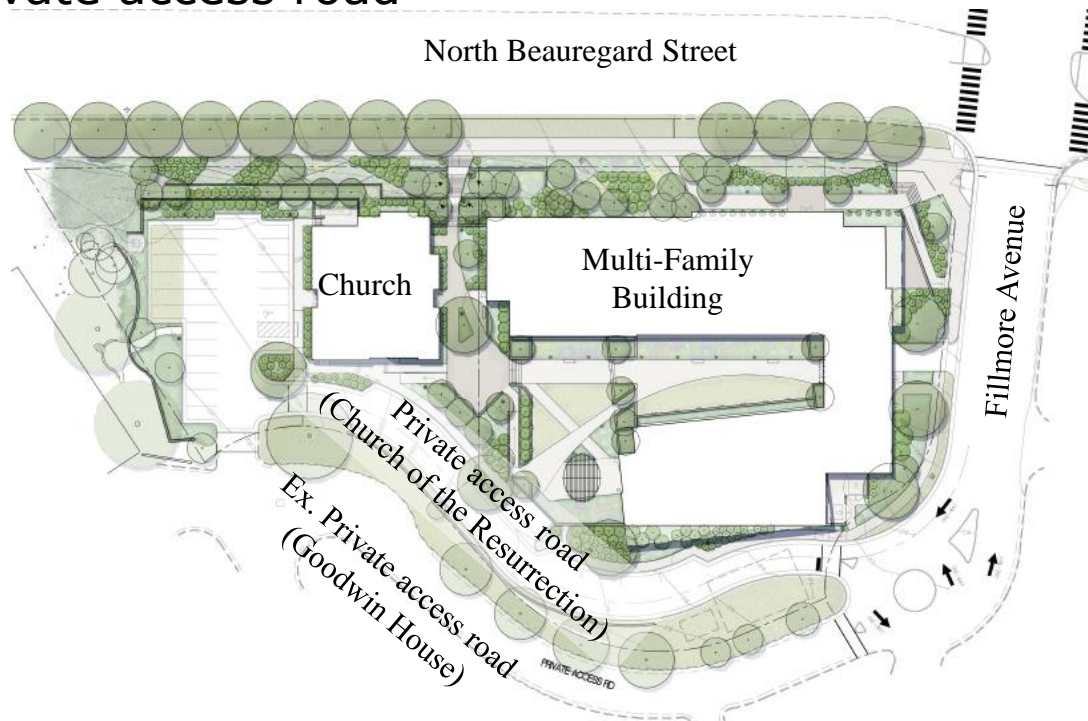 vate access road
North Beauregard Street
Church
Multi-Family
Building
Fillmore Avenue
Private access road
(Church of the Resurrection)
Ex. Private access road
(Goodwin House)
PRIVATE ACCESS RD